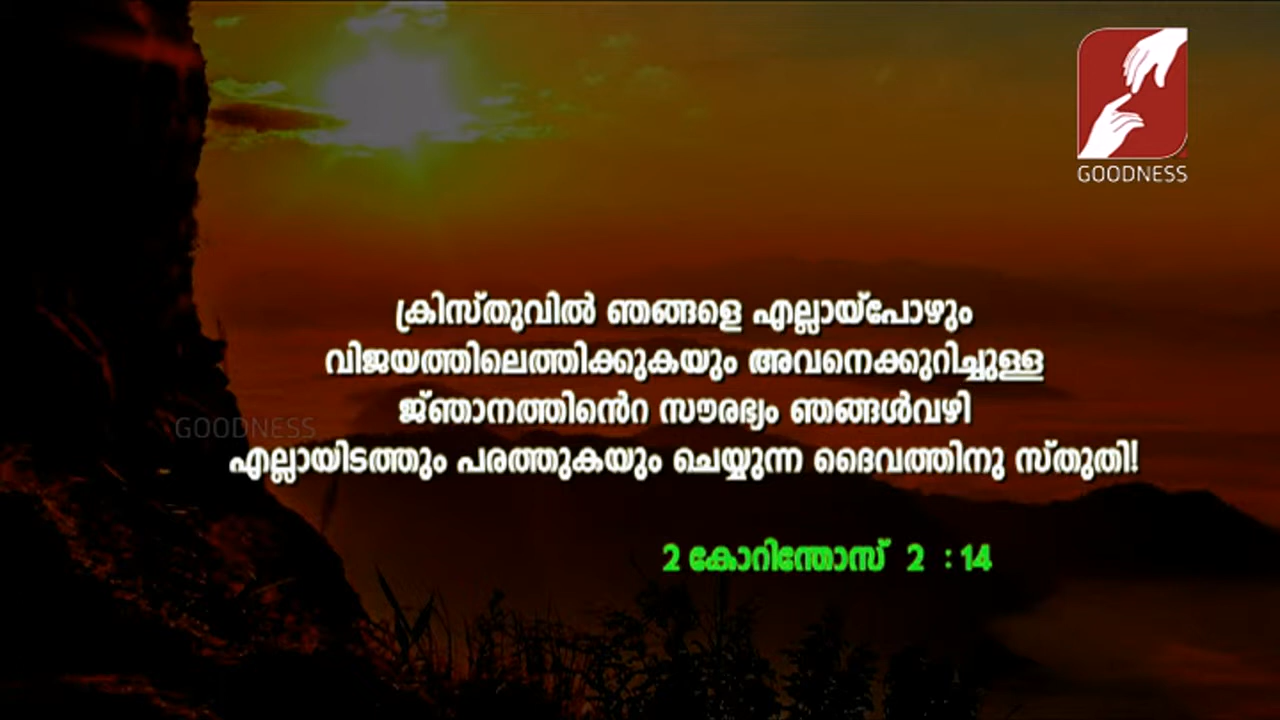 GOODNESS
ക്രിസ്തുവിൽ ഞങ്ങളെ എല്ലായ്പോഴും
വിജയത്തിലെത്തിക്കുകയും അവനെക്കുറിച്ചുള്ള
ജ്ഞാനത്തിൻെറ സൗരഭ്യം ഞങ്ങൾവഴി
GOODNESS
എല്ലായിടത്തും പരത്തുകയും ചെയ്യുന്ന ദൈവത്തിനു സ്തുതി!
2 കോറിന്തോസ് 2 : 14